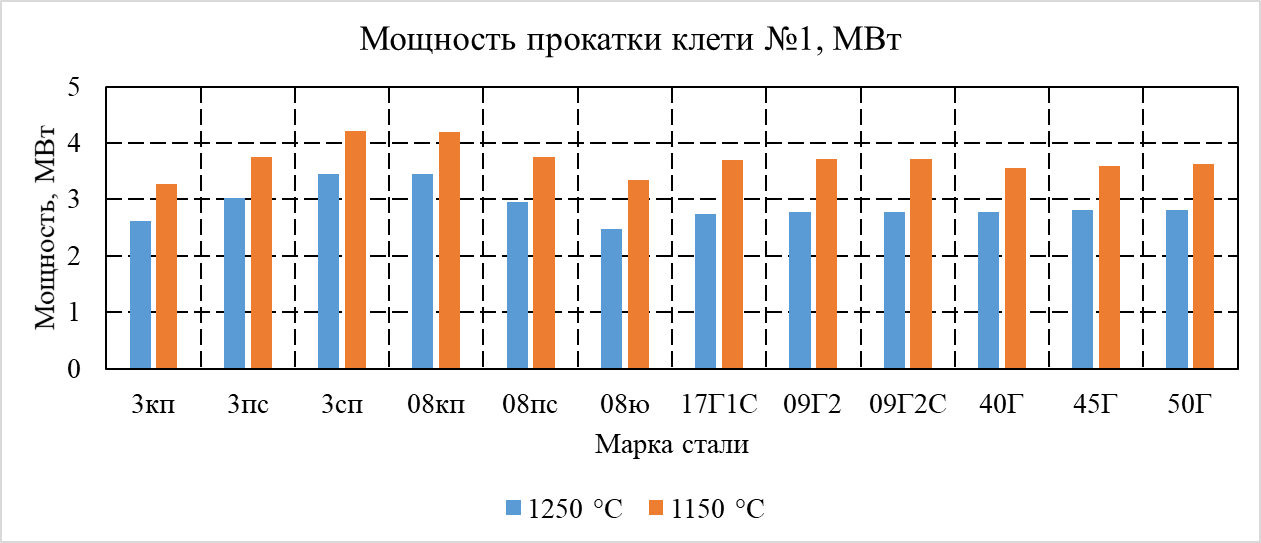 Мощность прокатки клети №1, МВт
Мощность, МВт
5
4
3
2
1
0
3кп 3пс 3сп 08кп 08пс 08ю 17Г1С 09Г2 09Г2С 40Г 45Г 50Г
Марка стали
1250 °С 1150 °С